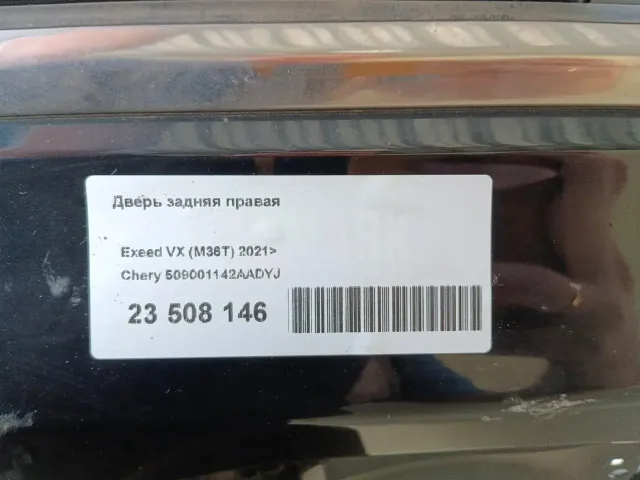 Дверь задняя правая
Exeed VX (M36T) 2021>
Chery 509001142AADYJ
23 508 146